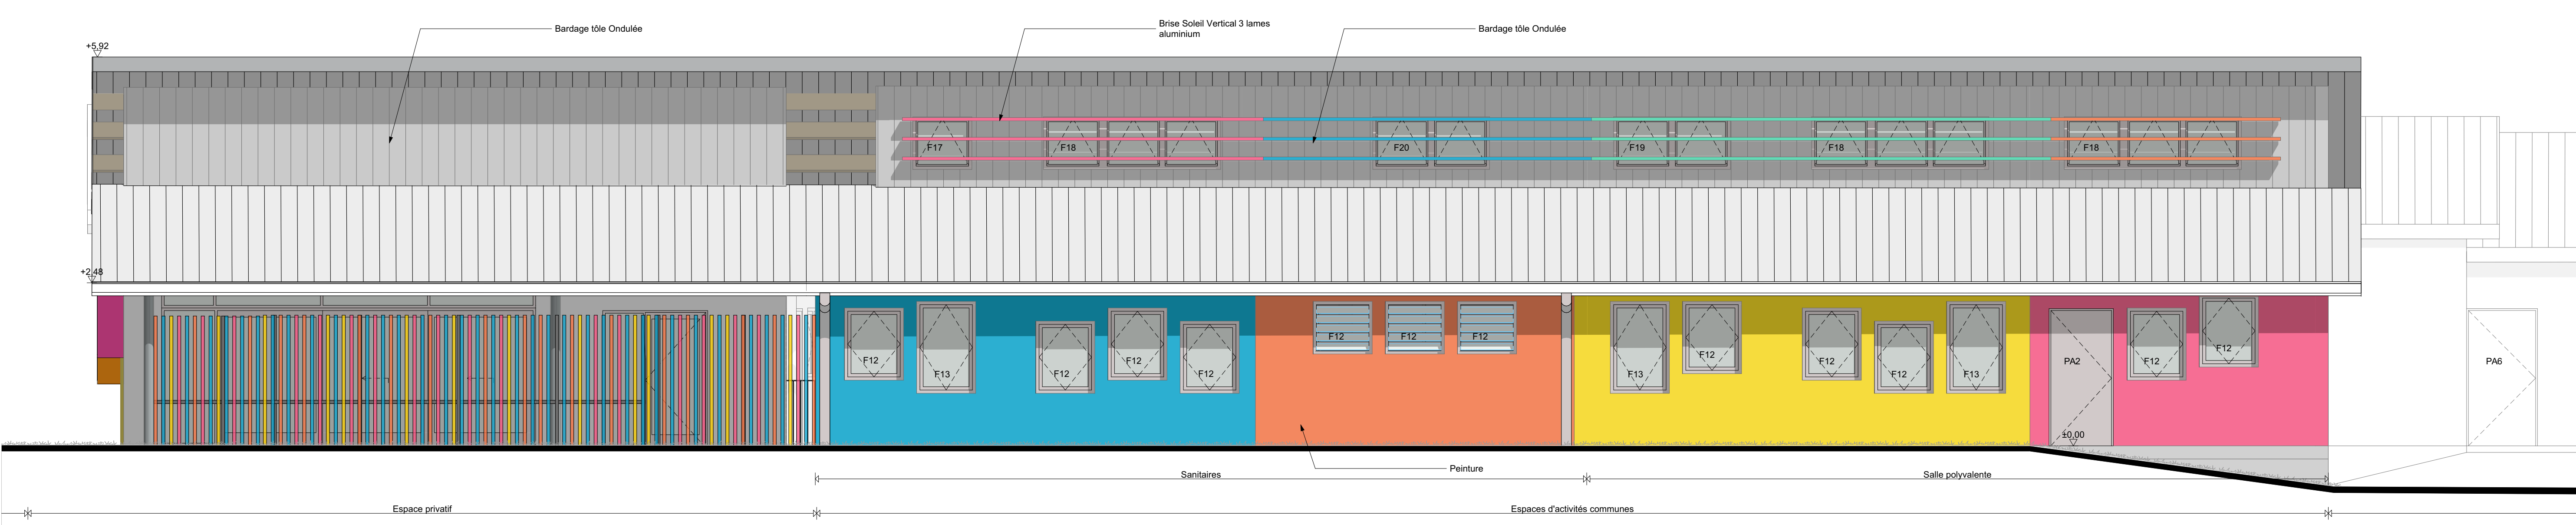 Bardage tôle Ondulée
Brise Soleil Vertical 3 lames
aluminium
Bardage tôle Ondulée
+5.92
F17
F18
F20
F19
F18
F18
+2.48
F12
F13
F12
F12
F12
F12
F12
F12
F13
F12
F12
F12
F13
PA2
F12
F12
PA6
±0.00
Peinture
Sanitaires
Salle polyvalente
Espace privatif
Espaces d'activités communes